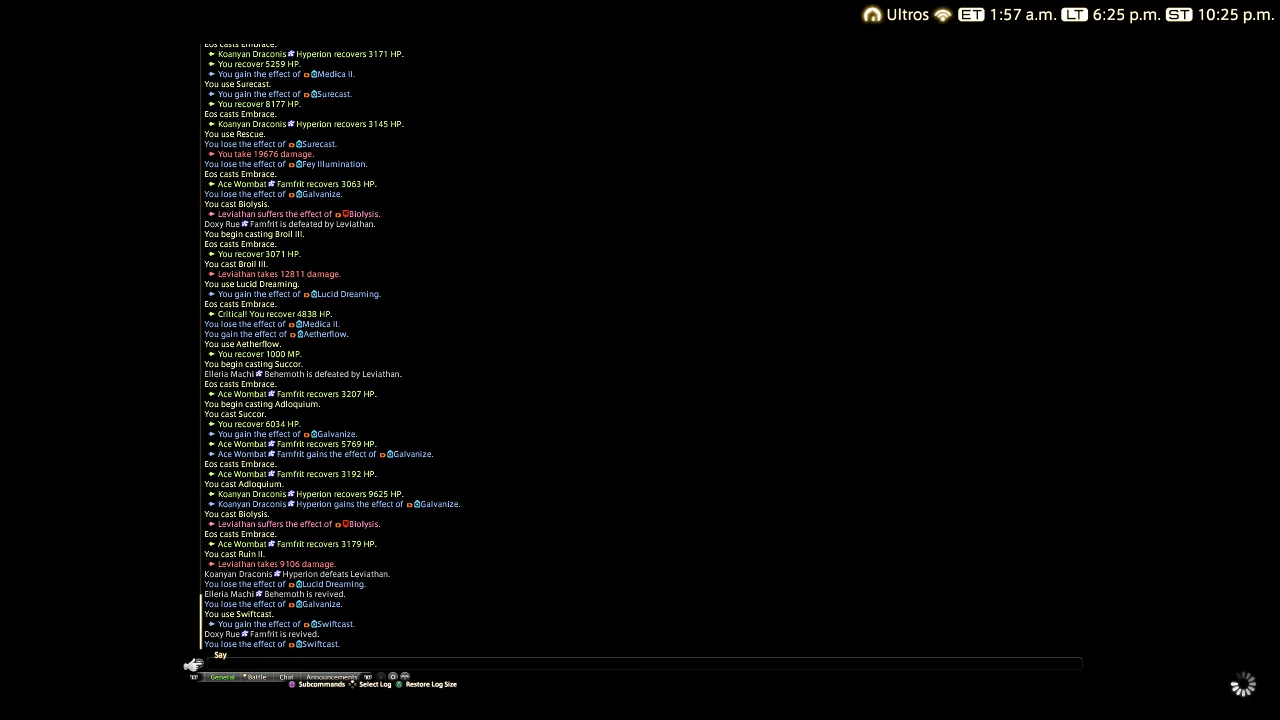 Ultros ET 1:57 a.m. LT 6:25 p.m. ST 10:25 p.m.
Eos casts Embrace.
Koanyan Draconis Hyperion recovers 3171 HP.
You recover 5259 HP.
You gain the effect of Medica II.
You use Surecast.
You gain the effect of Surecast.
You recover 8177 HP.
Eos casts Embrace.
Koanyan Draconis Hyperion recovers 3145 HP.
You use Rescue.
You lose the effect of Surecast.
You take 19676 damage.
You lose the effect of Fey Illumination.
Eos casts Embrace.
Ace Wombat Famfrit recovers 3063 HP.
You lose the effect of Galvanize.
You cast Biolysis.
Leviathan suffers the effect of Biolysis.
Doxy Rue Famfrit is defeated by Leviathan.
You begin casting Broil III.
Eos casts Embrace.
You recover 3071 HP.
You cast Broil III.
Leviathan takes 12811 damage.
You use Lucid Dreaming.
You gain the effect of Lucid Dreaming.
Eos casts Embrace.
Critical! You recover 4838 HP.
You lose the effect of Medica II.
You gain the effect of Aetherflow.
You use Aetherflow.
You recover 1000 MP.
You begin casting Succor.
Elleria Machi Behemoth is defeated by Leviathan.
Eos casts Embrace.
Ace Wombat Famfrit recovers 3207 HP.
You begin casting Adloquium.
You cast Succor.
You recover 6034 HP.
You gain the effect of Galvanize.
Ace Wombat Famfrit recovers 5769 HP.
Ace Wombat Famfrit gains the effect of Galvanize.
Eos casts Embrace.
Ace Wombat Famfrit recovers 3192 HP.
You cast Adloquium.
Koanyan Draconis Hyperion recovers 9625 HP.
Koanyan Draconis Hyperion gains the effect of Galvanize.
You cast Biolysis.
Leviathan suffers the effect of Biolysis.
Eos casts Embrace.
Ace Wombat Famfrit recovers 3179 HP.
You cast Ruin II.
Leviathan takes 9106 damage.
Koanyan Draconis Hyperion defeats Leviathan.
You lose the effect of Lucid Dreaming.
Elleria Machi Behemoth is revived.
You lose the effect of Galvanize.
You use Swiftcast.
You gain the effect of Swiftcast.
Doxy Rue Famfrit is revived.
You lose the effect of Swiftcast.
Say
General Battle Chat Announcements
Subcommands Select Log Restore Log Size